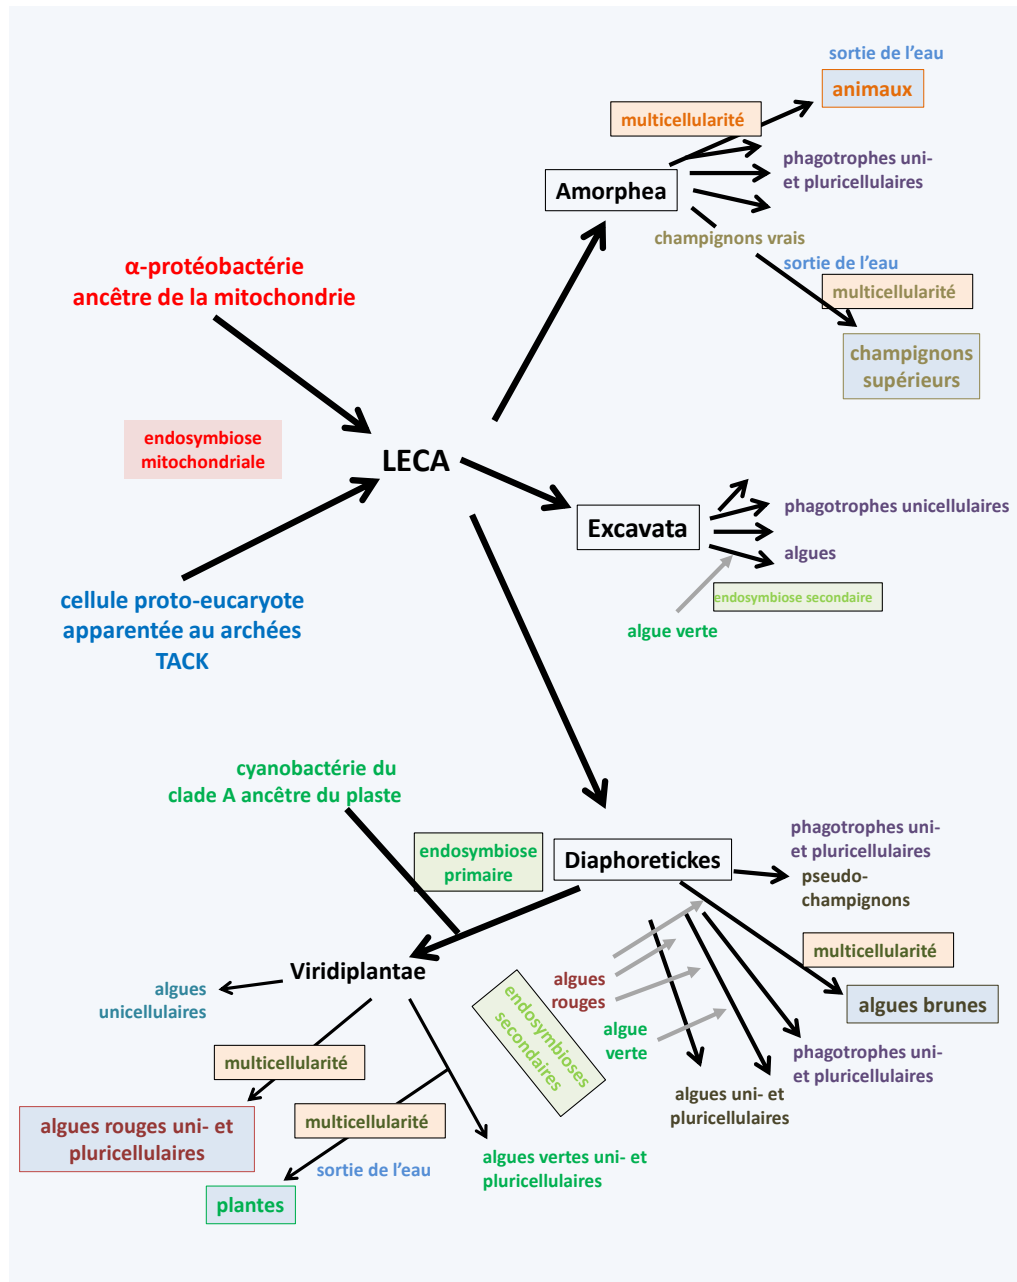 sortie de l'eau
animaux
multicellularité
phagotrophes uni-
et pluricellulaires
Amorphea
champignons vrais
sortie de l'eau
multicellularité
champignons
supérieurs
α-protéobactérie
ancêtre de la mitochondrie
endosymbiose
mitochondriale
LECA
cellule proto-eucaryote
apparentée au archées
TACK
Excavata
phagotrophes unicellulaires
algues
endosymbiose secondaire
algue verte
cyanobactérie du
clade A ancêtre du plaste
endosymbiose
primaire
Diaphoretickes
phagotrophes uni-
et pluricellulaires
pseudo-
champignons
multicellularité
algues brunes
phagotrophes uni-
et pluricellulaires
algues uni- et
pluricellulaires
algues
rouges
algue
verte
endosymbioses
secondaires
Viridiplantae
algues
unicellulaires
multicellularité
algues rouges uni- et
pluricellulaires
multicellularité
sortie de l'eau
plantes
algues vertes uni- et
pluricellulaires